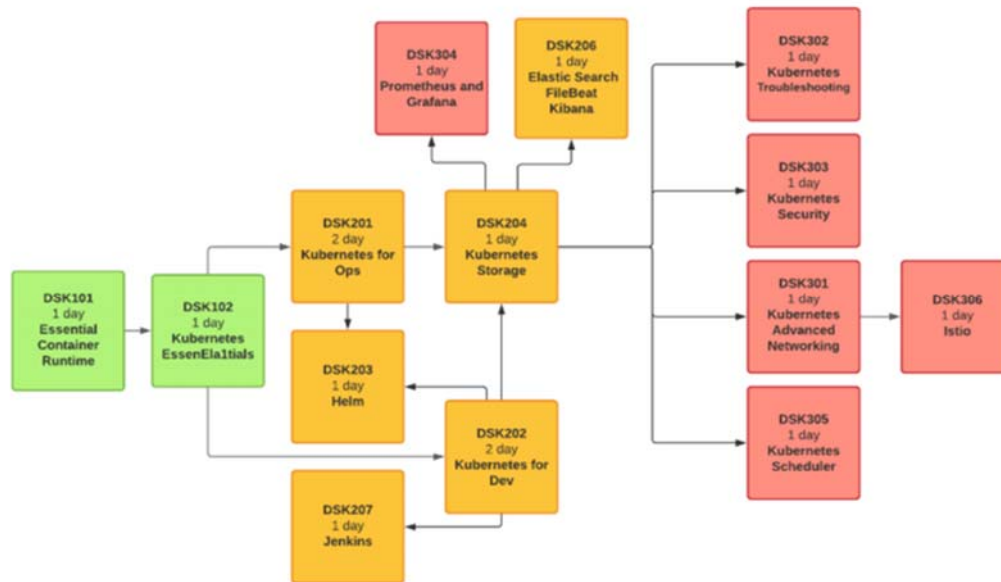 DSK304
1 day
Prometheus and
Grafana
DSK206
1 day
Elastic Search
FileBeat
Kibana
DSK302
1 day
Kubernetes
Troubleshooting
DSK303
1 day
Kubernetes
Security
DSK201
2 day
Kubernetes for
Ops
DSK204
1 day
Kubernetes
Storage
DSK101
1 day
Essential
Container
Runtime
DSK102
1 day
Kubernetes
EssenEla1tials
DSK301
1 day
Kubernetes
Advanced
Networking
DSK306
1 day
Istio
DSK203
1 day
Helm
DSK202
2 day
Kubernetes for
Dev
DSK305
1 day
Kubernetes
Scheduler
DSK207
1 day
Jenkins